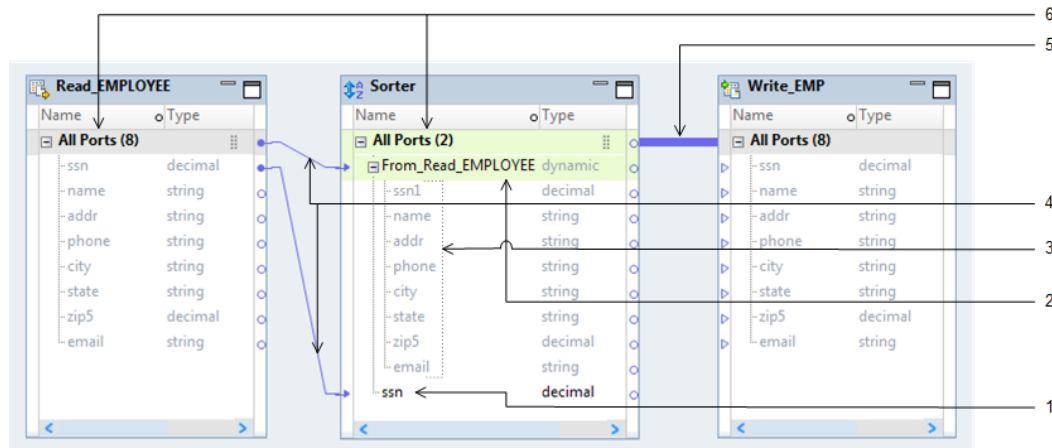 6
5
Read_EMPLOYEE
Name Type
All Ports (8)
ssn decimal
name string
addr string
phone string
city string
state string
zip5 decimal
email string
Sorter
Name Type
All Ports (2)
From_Read_EMPLOYEE dynamic
ssn1 decimal
name string
addr string
phone string
city string
state string
zip5 decimal
email string
ssn decimal
Write_EMP
Name Type
All Ports (8)
ssn decimal
name string
addr string
phone string
city string
state string
zip5 decimal
email string
4
3
2
1